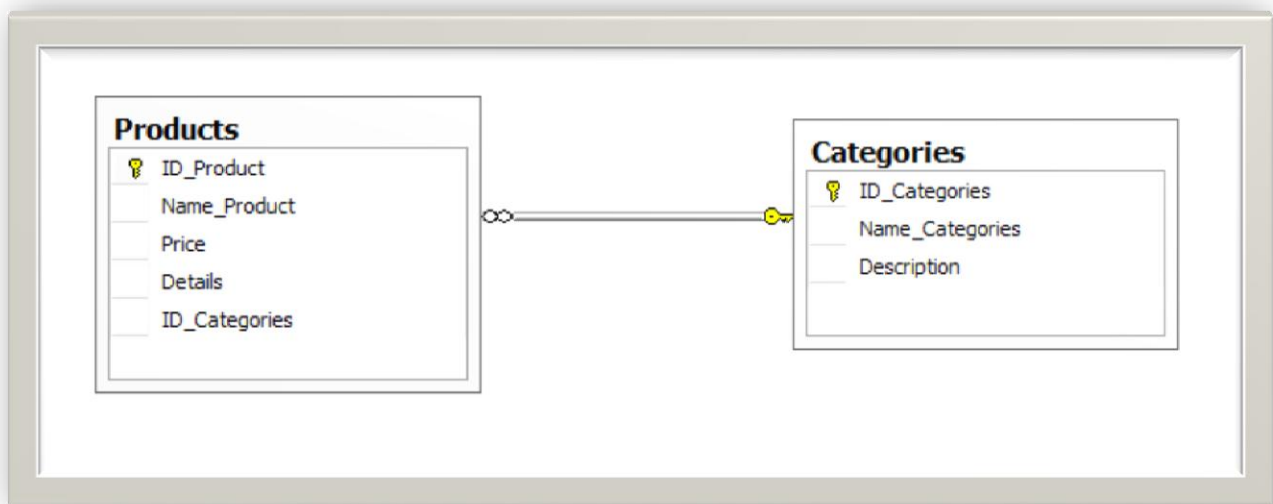 Products
ID_Product
Name_Product
Price
Details
ID_Categories
Categories
ID_Categories
Name_Categories
Description